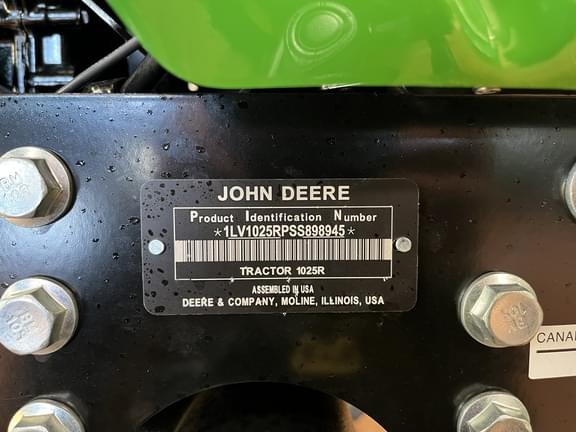 JOHN DEERE
Product Identification Number
*1LV1025RPSS898945*
TRACTOR 1025R
ASSEMBLED IN USA
DEERE & COMPANY, MOLINE, ILLINOIS, USA
CANA